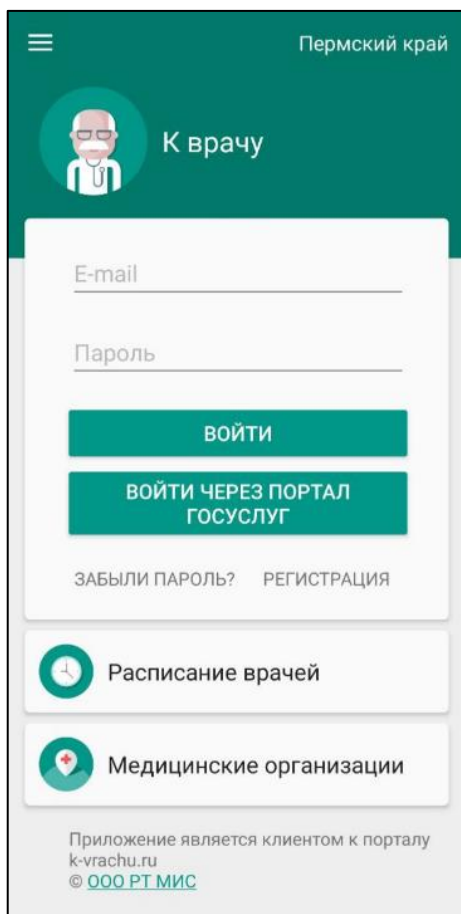 Пермский край
К врачу
E-mail
Пароль
ВОЙТИ
ВОЙТИ ЧЕРЕЗ ПОРТАЛ
ГОСУСЛУГ
ЗАБЫЛИ ПАРОЛЬ? РЕГИСТРАЦИЯ
Расписание врачей
Медицинские организации
Приложение является клиентом к порталу
k-vrachu.ru
© ООО РТ МИС